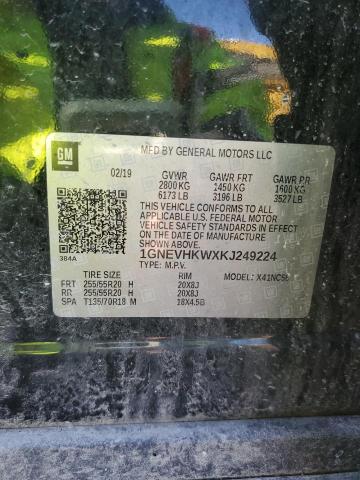 GM
MFD BY GENERAL MOTORS LLC
02/19 GVWR GAWR FRT GAWR RR
2800 KG 1450 KG 1600 KG
6173 LB 3196 LB 3527 LB
THIS VEHICLE CONFORMS TO ALL
APPLICABLE U.S. FEDERAL MOTOR
VEHICLE SAFETY STANDARDS IN
EFFECT ON THE DATE OF
MANUFACTURE SHOWN ABOVE.
384A
1GNEVHKWXKJ249224
TYPE: M.P.V. MODEL:
TIRE SIZE RIM
FRT 255/55R20 H 20X8J
RR 255/55R20 H 20X8J
SPA T135/70R18 M 18X4.5B